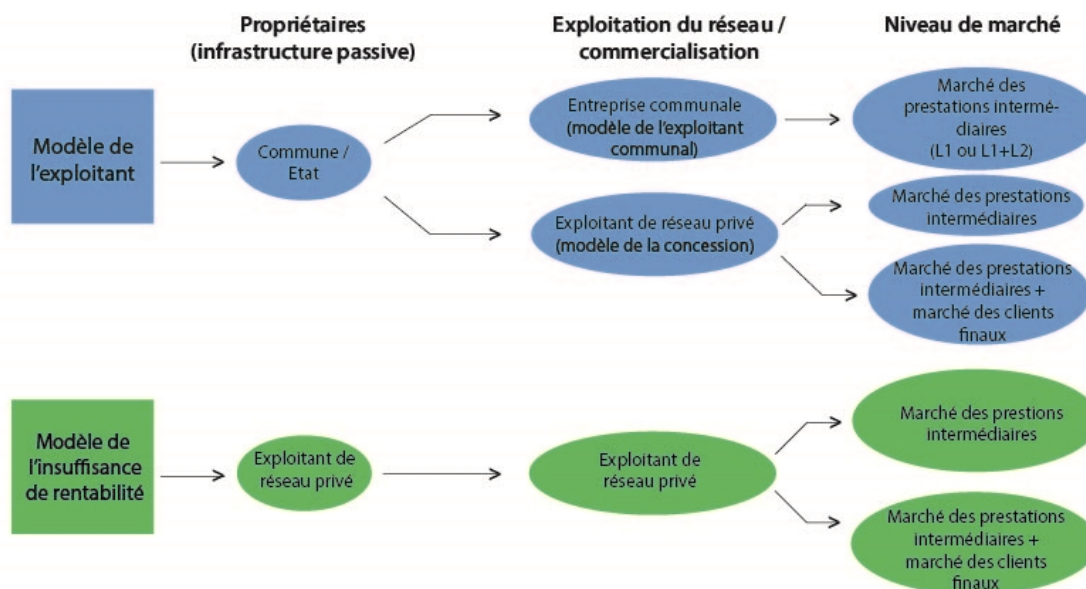 Propriétaires
(infrastructure passive)
Exploitation du réseau /
commercialisation
Niveau de marché
Modèle de
l'exploitant
Commune /
Etat
Entreprise communale
(modèle de l'exploitant
communal)
Marché des
prestations intermé-
diaires
(L1 ou L1+L2)
Exploitant de réseau privé
(modèle de la concession)
Marché des prestations
intermédiaires
Marché des prestations
intermédiaires +
marché des clients
finaux
Modèle de
l'insuffisance
de rentabilité
Exploitant de
réseau privé
Exploitant de
réseau privé
Marché des prestions
intermédiaires
Marché des prestations
intermédiaires +
marché des clients
finaux